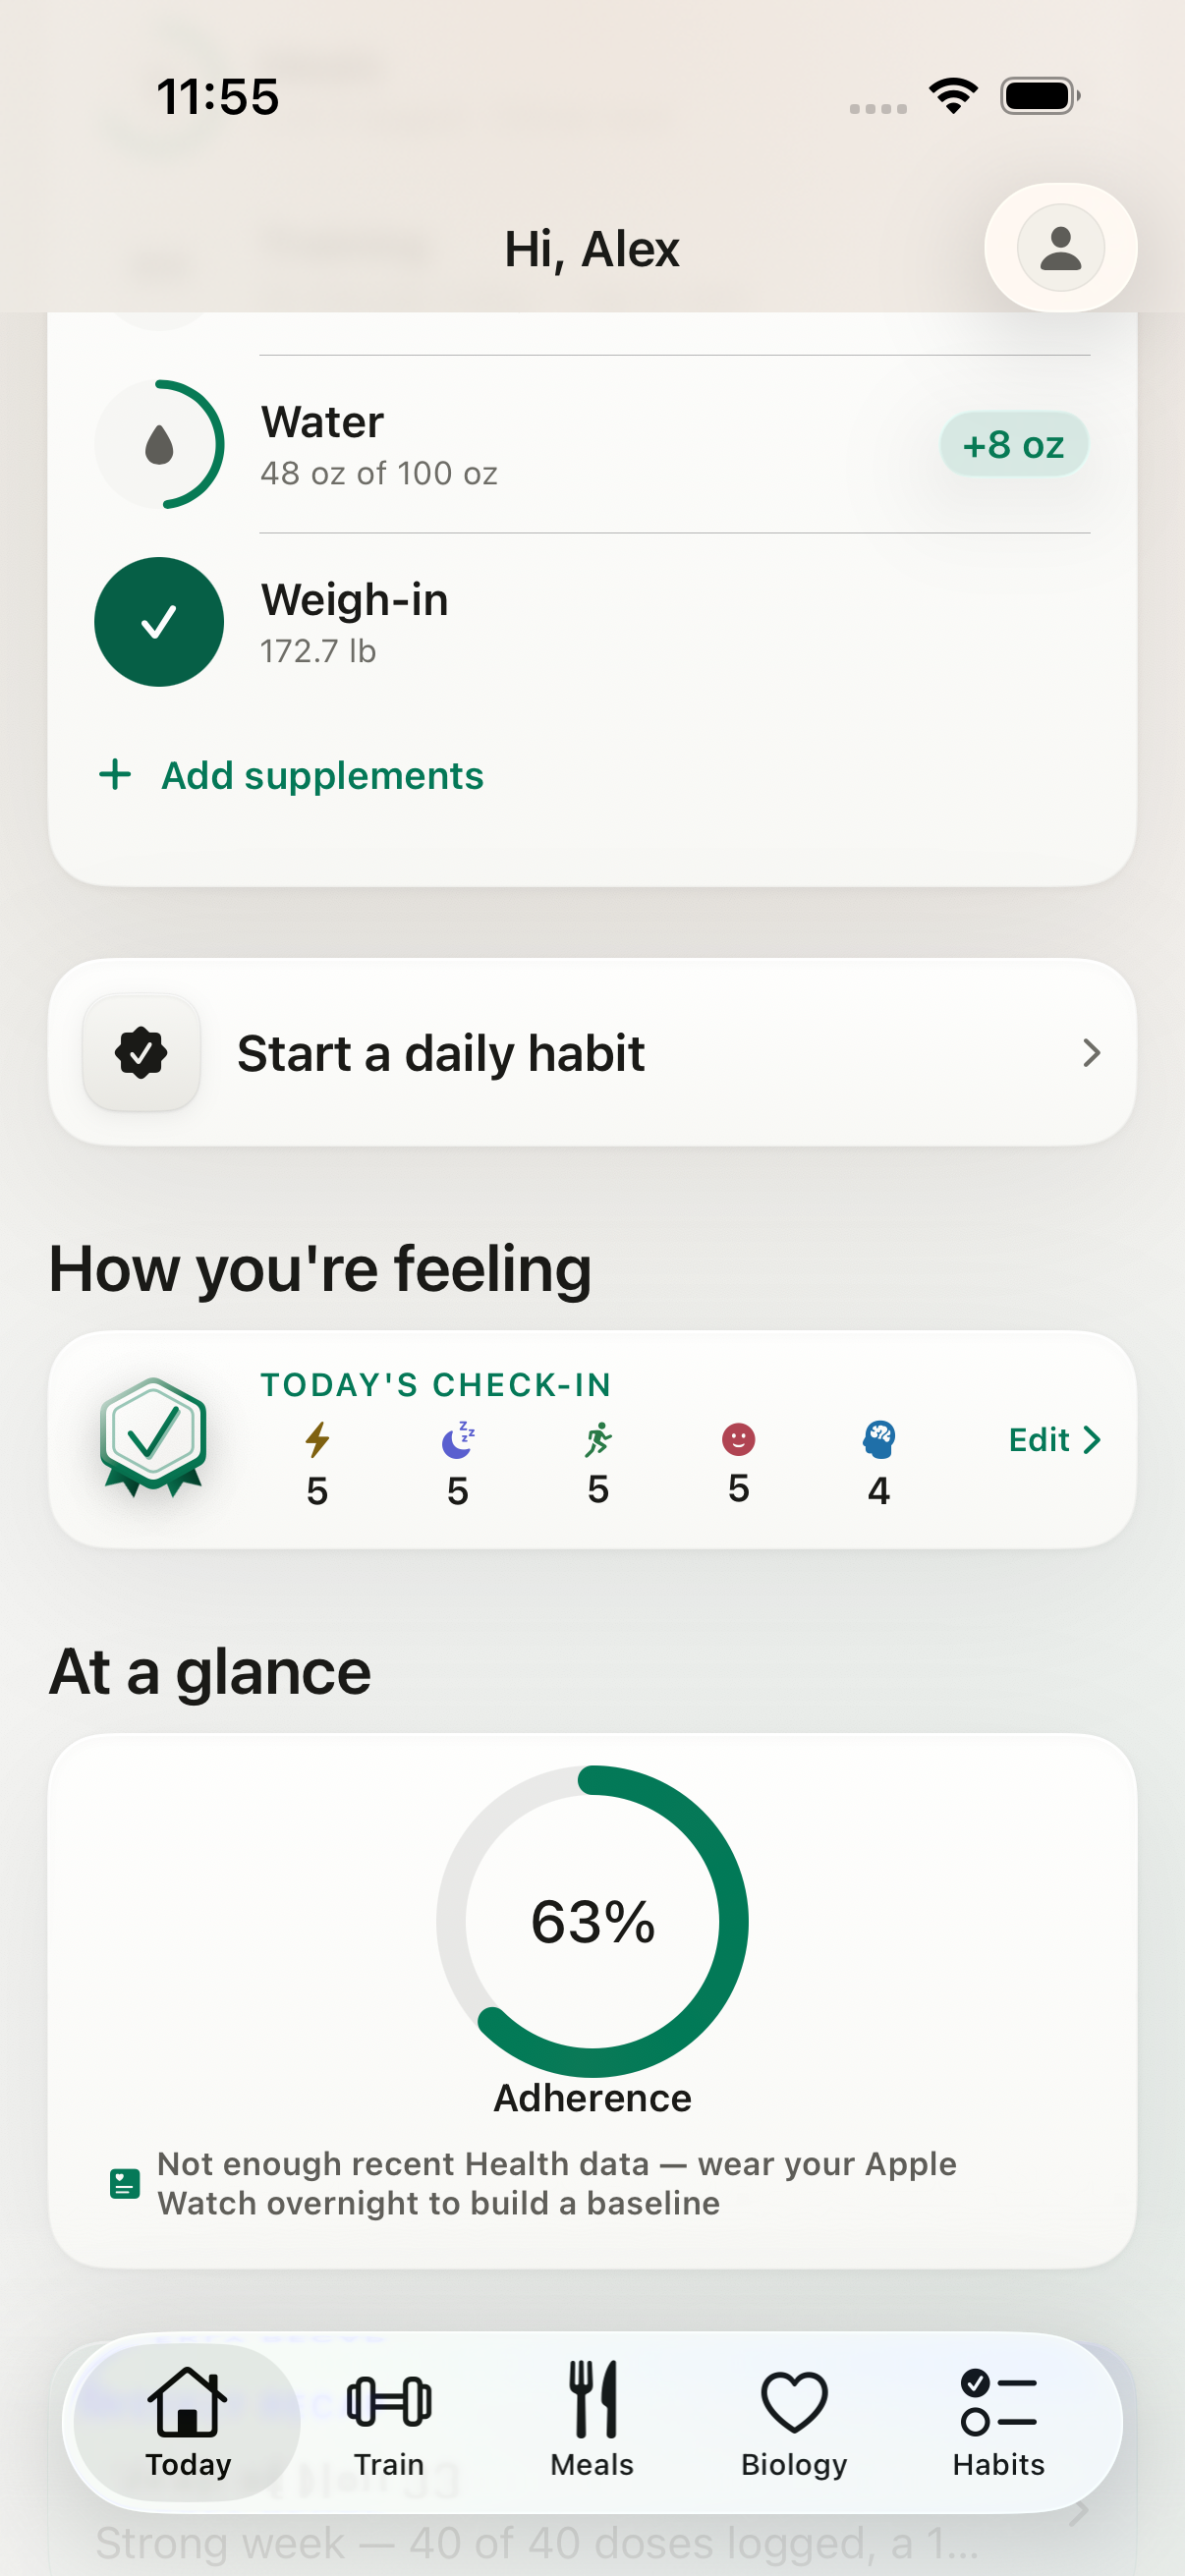 11:55
Hi, Alex
Water
48 oz of 100 oz
+8 oz
Weigh-in
172.7 lb
Add supplements
Start a daily habit
How you're feeling
TODAY'S CHECK-IN
5 5 5 5 4
Edit
At a glance
63%
Adherence
Not enough recent Health data — wear your Apple
Watch overnight to build a baseline
Today Train Meals Biology Habits
Strong week — 40 of 40 doses logged, a 1...